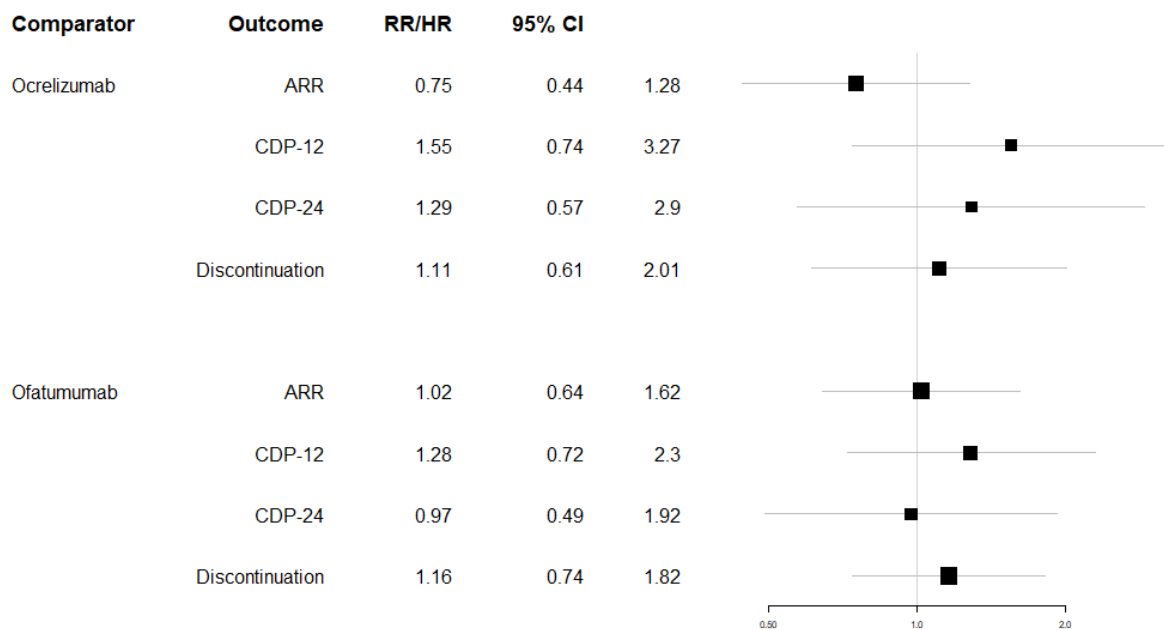 Comparator Outcome RR/HR 95% CI
Ocrelizumab ARR 0.75 0.44 1.28
CDP-12 1.55 0.74 3.27
CDP-24 1.29 0.57 2.9
Discontinuation 1.11 0.61 2.01
Ofatumumab ARR 1.02 0.64 1.62
CDP-12 1.28 0.72 2.3
CDP-24 0.97 0.49 1.92
Discontinuation 1.16 0.74 1.82
0.50 1.0 2.0